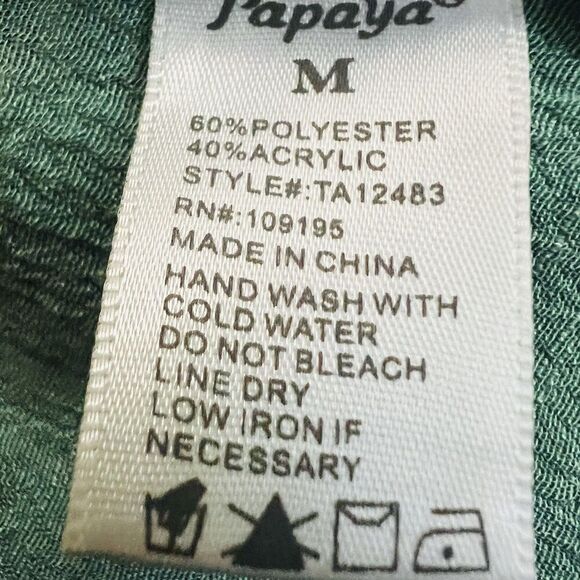 Papaya®
M
60%POLYESTER
40%ACRYLIC
STYLE#:TA12483
RN#:109195
MADE IN CHINA
HAND WASH WITH
COLD WATER
DO NOT BLEACH
LINE DRY
LOW IRON IF
NECESSARY